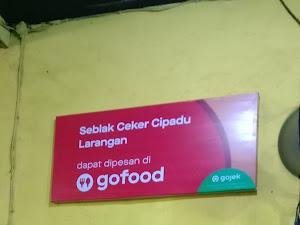 Seblak Ceker Cipadu
Larangan
dapat dipesan di
gofood
gojek